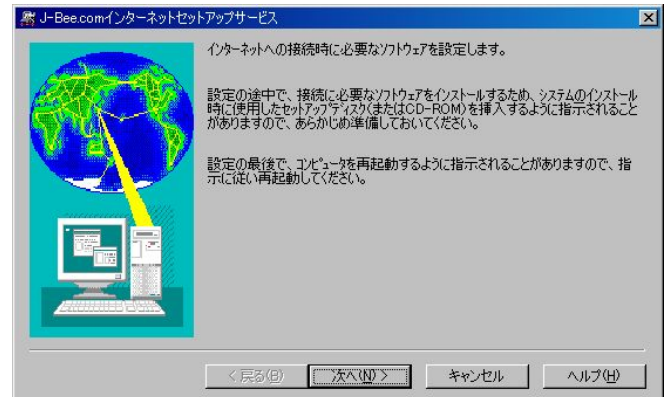 J-Bee.comインターネットセットアップサービス
インターネットへの接続時に必要なソフトウェアを設定します。
設定の途中で、接続に必要なソフトウェアをインストールするため、システムのインストール
時に使用したセットアップディスク(またはCD-ROM)を挿入するように指示されること
がありますので、あらかじめ準備しておいてください。
設定の最後で、コンピュータを再起動するように指示されることがありますので、指
示に従い再起動してください。
< 戻る(B)
次へ(N) >
キャンセル
ヘルプ(H)